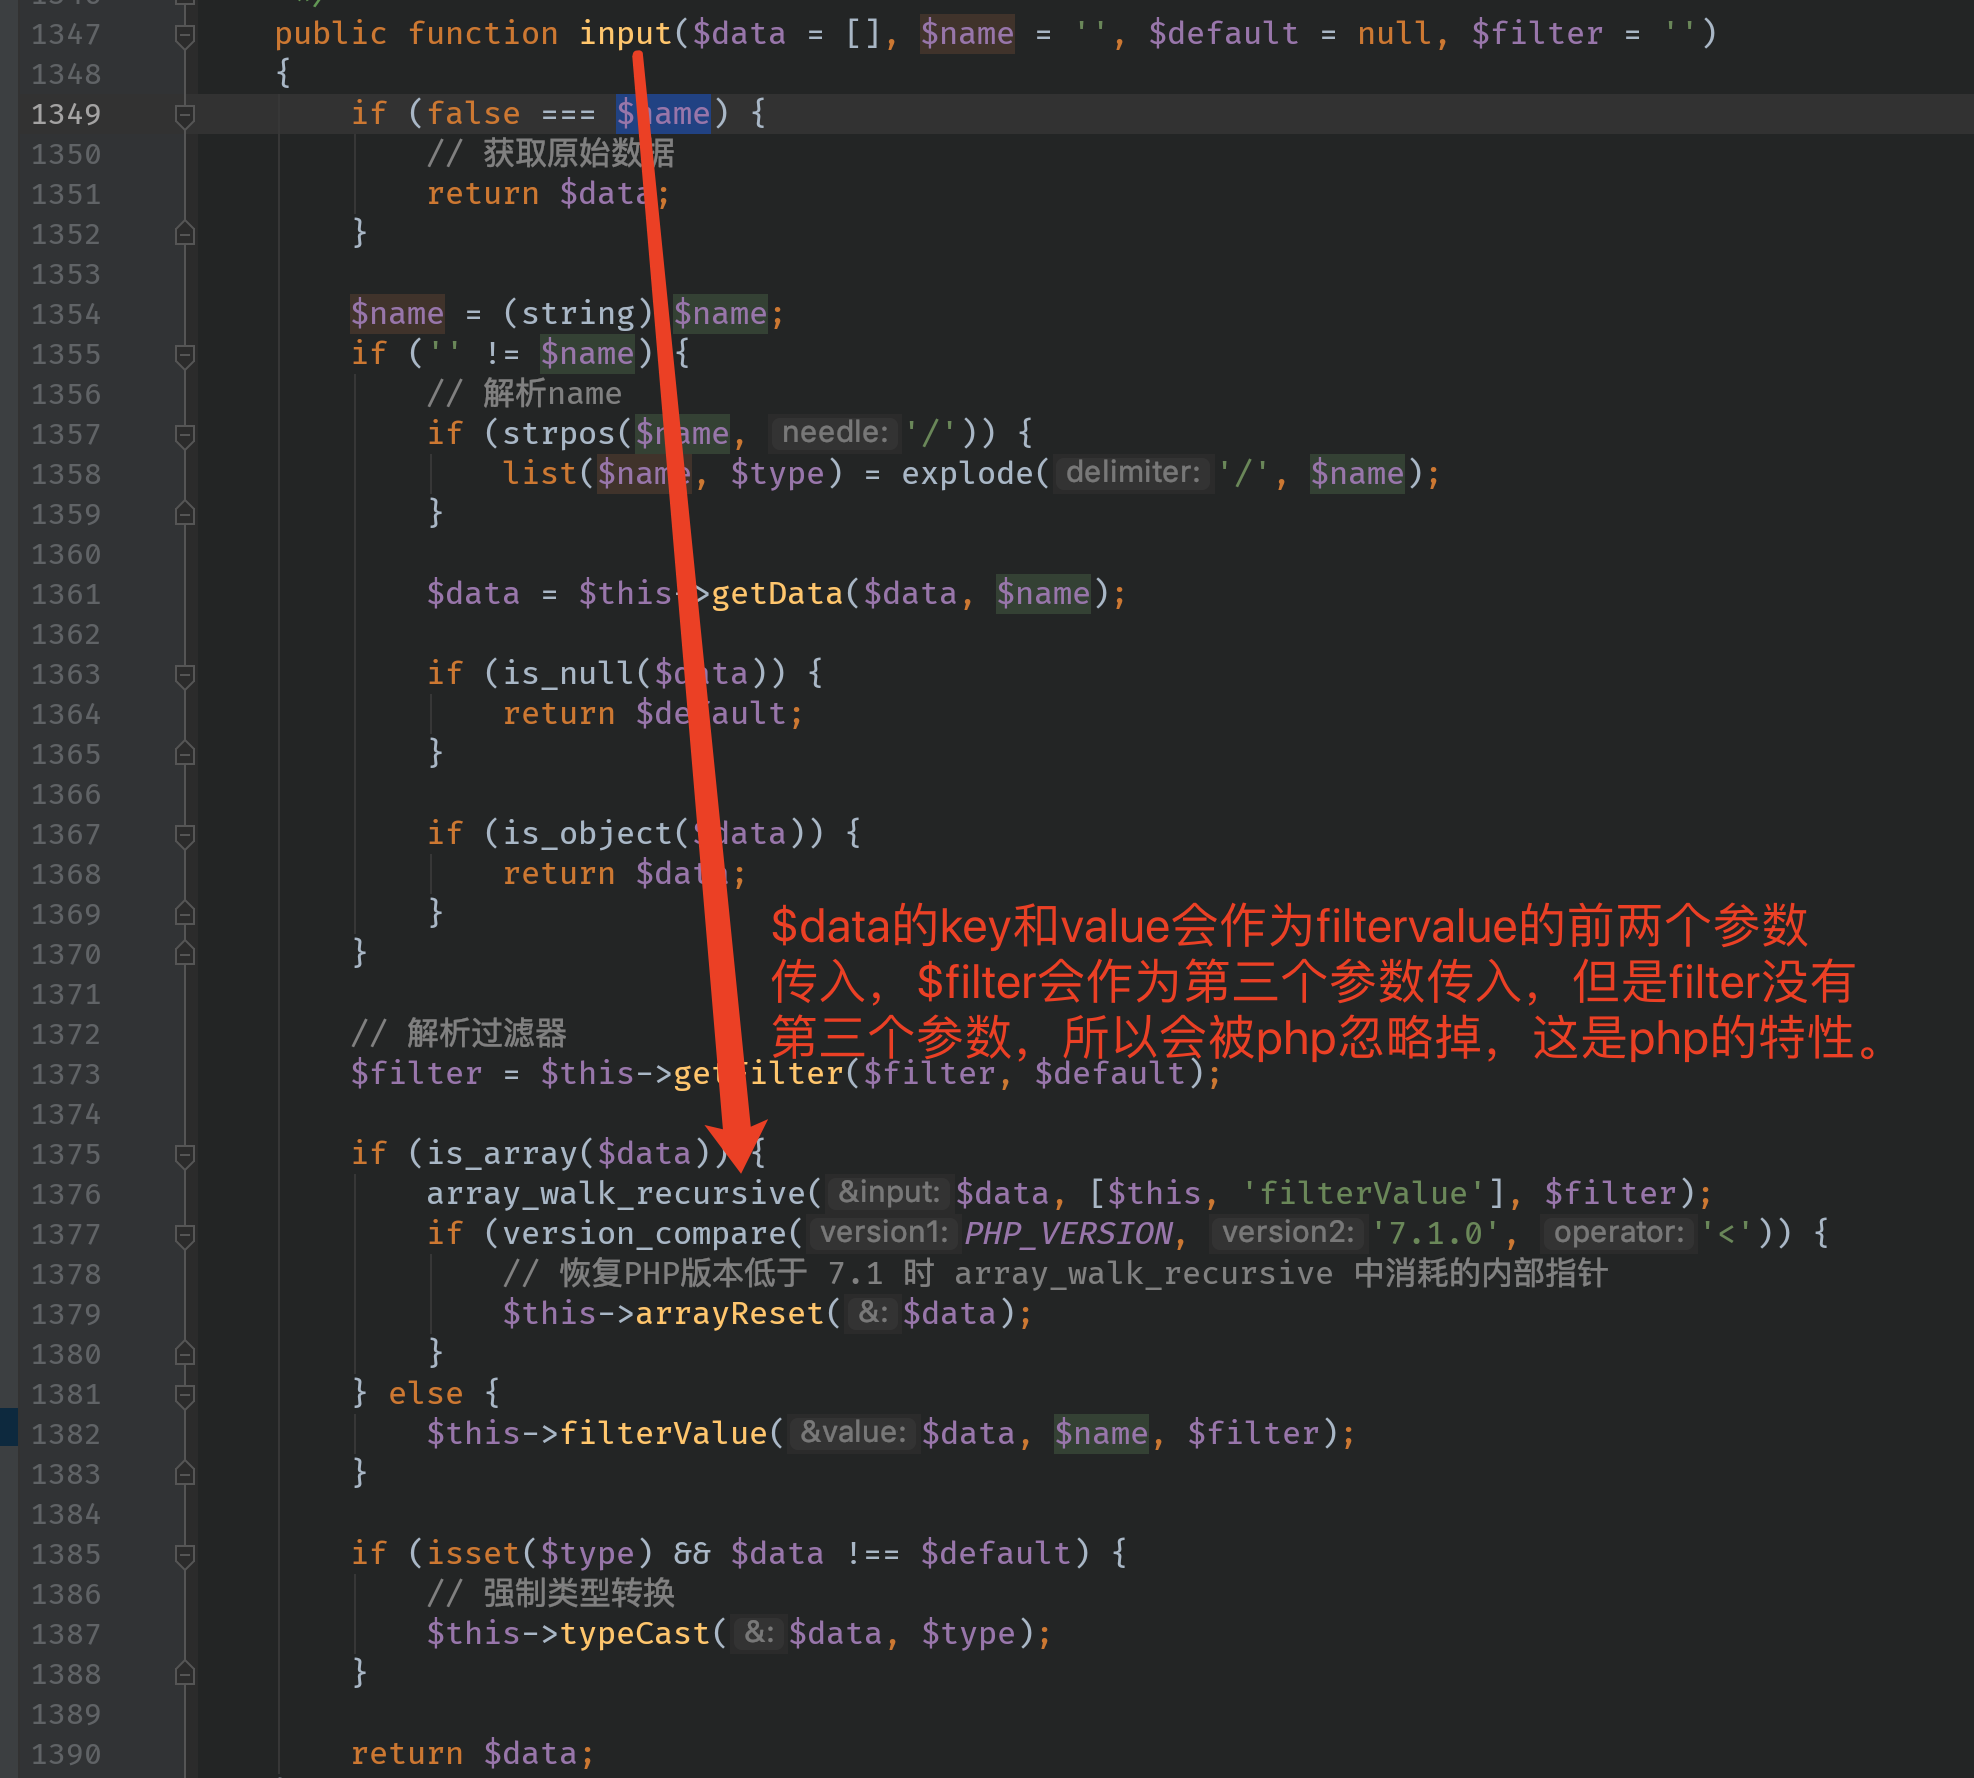 1347 public function input($data = [], $name = '', $default = null, $filter = '')
1348 {
1349 if (false === $name) {
1350 // 获取原始数据
1351 return $data;
1352 }
1353
1354 $name = (string) $name;
1355 if ('' != $name) {
1356 // 解析name
1357 if (strpos($name, needle: '/')) {
1358 list($name, $type) = explode( delimiter: '/', $name);
1359 }
1360
1361 $data = $this->getData($data, $name);
1362
1363 if (is_null($data)) {
1364 return $default;
1365 }
1366
1367 if (is_object($data)) {
1368 return $data;
1369 }
1370 }
$data的key和value会作为filtervalue的前两个参数
传入，$filter会作为第三个参数传入，但是filter没有
第三个参数，所以会被php忽略掉，这是php的特性。
1371
1372 // 解析过滤器
1373 $filter = $this->getFilter($filter, $default);
1374
1375 if (is_array($data)) {
1376 array_walk_recursive( &input: $data, [$this, 'filterValue'], $filter);
1377 if (version_compare( version1: PHP_VERSION, version2: '7.1.0', operator: '<')) {
1378 // 恢复PHP版本低于 7.1 时 array_walk_recursive 中消耗的内部指针
1379 $this->arrayReset( &: $data);
1380 }
1381 } else {
1382 $this->filterValue( &value: $data, $name, $filter);
1383 }
1384
1385 if (isset($type) && $data !== $default) {
1386 // 强制类型转换
1387 $this->typeCast( &: $data, $type);
1388 }
1389
1390 return $data;